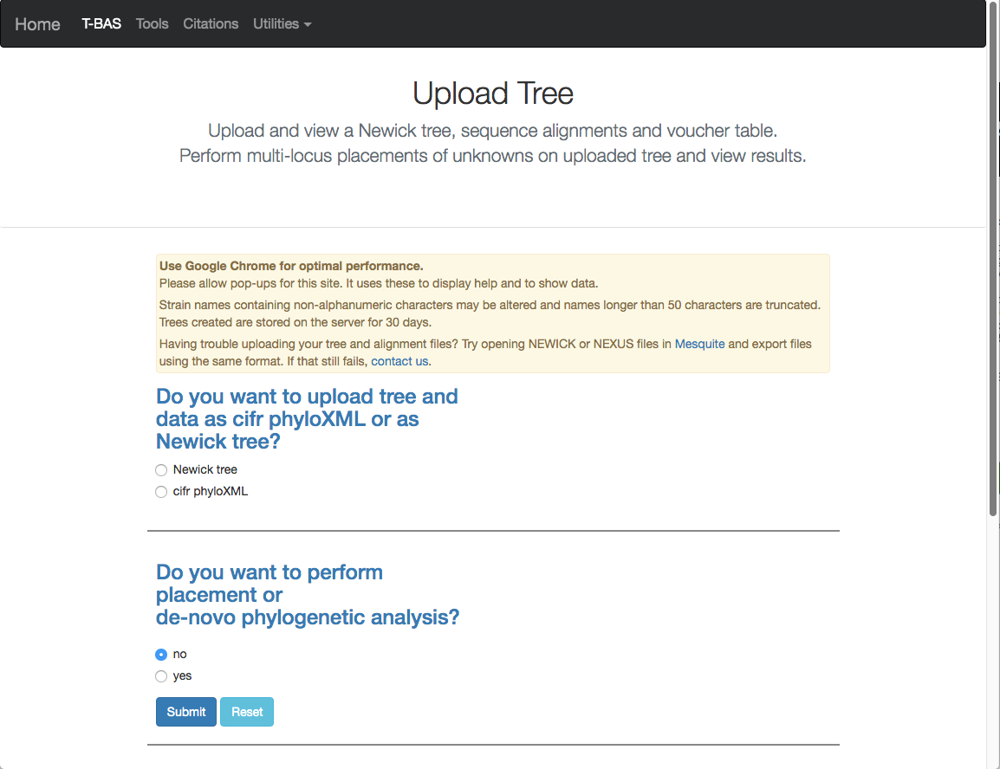 Home T-BAS Tools Citations Utilities
Upload Tree
Upload and view a Newick tree, sequence alignments and voucher table.
Perform multi-locus placements of unknowns on uploaded tree and view results.
Use Google Chrome for optimal performance.
Please allow pop-ups for this site. It uses these to display help and to show data.
Strain names containing non-alphanumeric characters may be altered and names longer than 50 characters are truncated.
Trees created are stored on the server for 30 days.
Having trouble uploading your tree and alignment files? Try opening NEWICK or NEXUS files in Mesquite and export files
using the same format. If that still fails, contact us.
Do you want to upload tree and
data as cifr phyloXML or as
Newick tree?
Newick tree
cifr phyloXML
Do you want to perform
placement or
de-novo phylogenetic analysis?
no
yes
Submit Reset